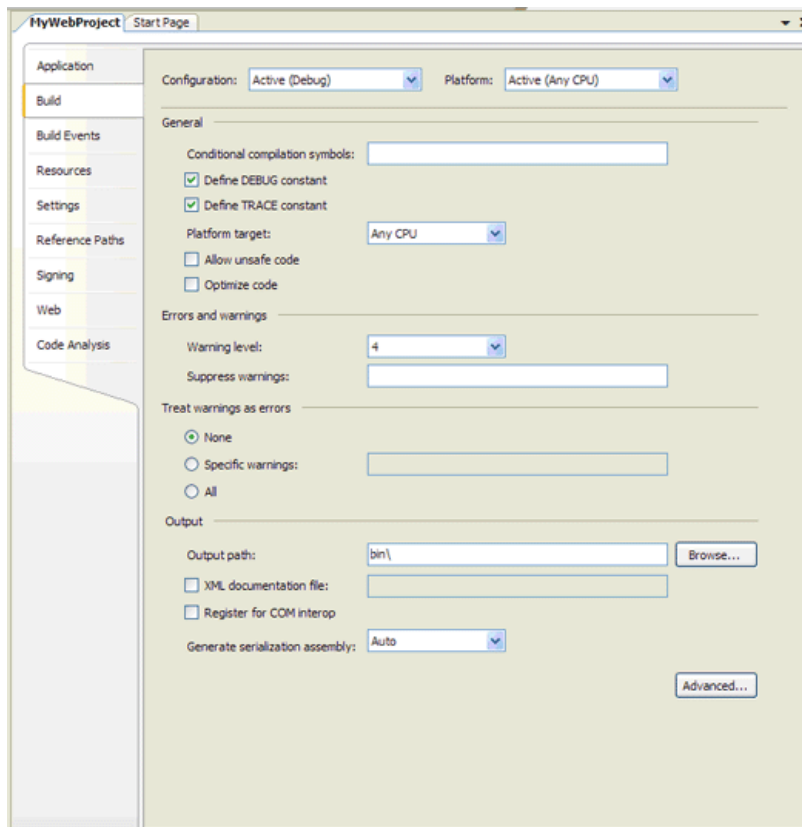 MyWebProject Start Page
Application
Build
Build Events
Resources
Settings
Reference Paths
Signing
Web
Code Analysis
Configuration: Active (Debug) Platform: Active (Any CPU)
General
Conditional compilation symbols:
Define DEBUG constant
Define TRACE constant
Platform target: Any CPU
Allow unsafe code
Optimize code
Errors and warnings
Warning level: 4
Suppress warnings:
Treat warnings as errors
None
Specific warnings:
All
Output
Output path: bin\ Browse...
XML documentation file:
Register for COM interop
Generate serialization assembly: Auto
Advanced...